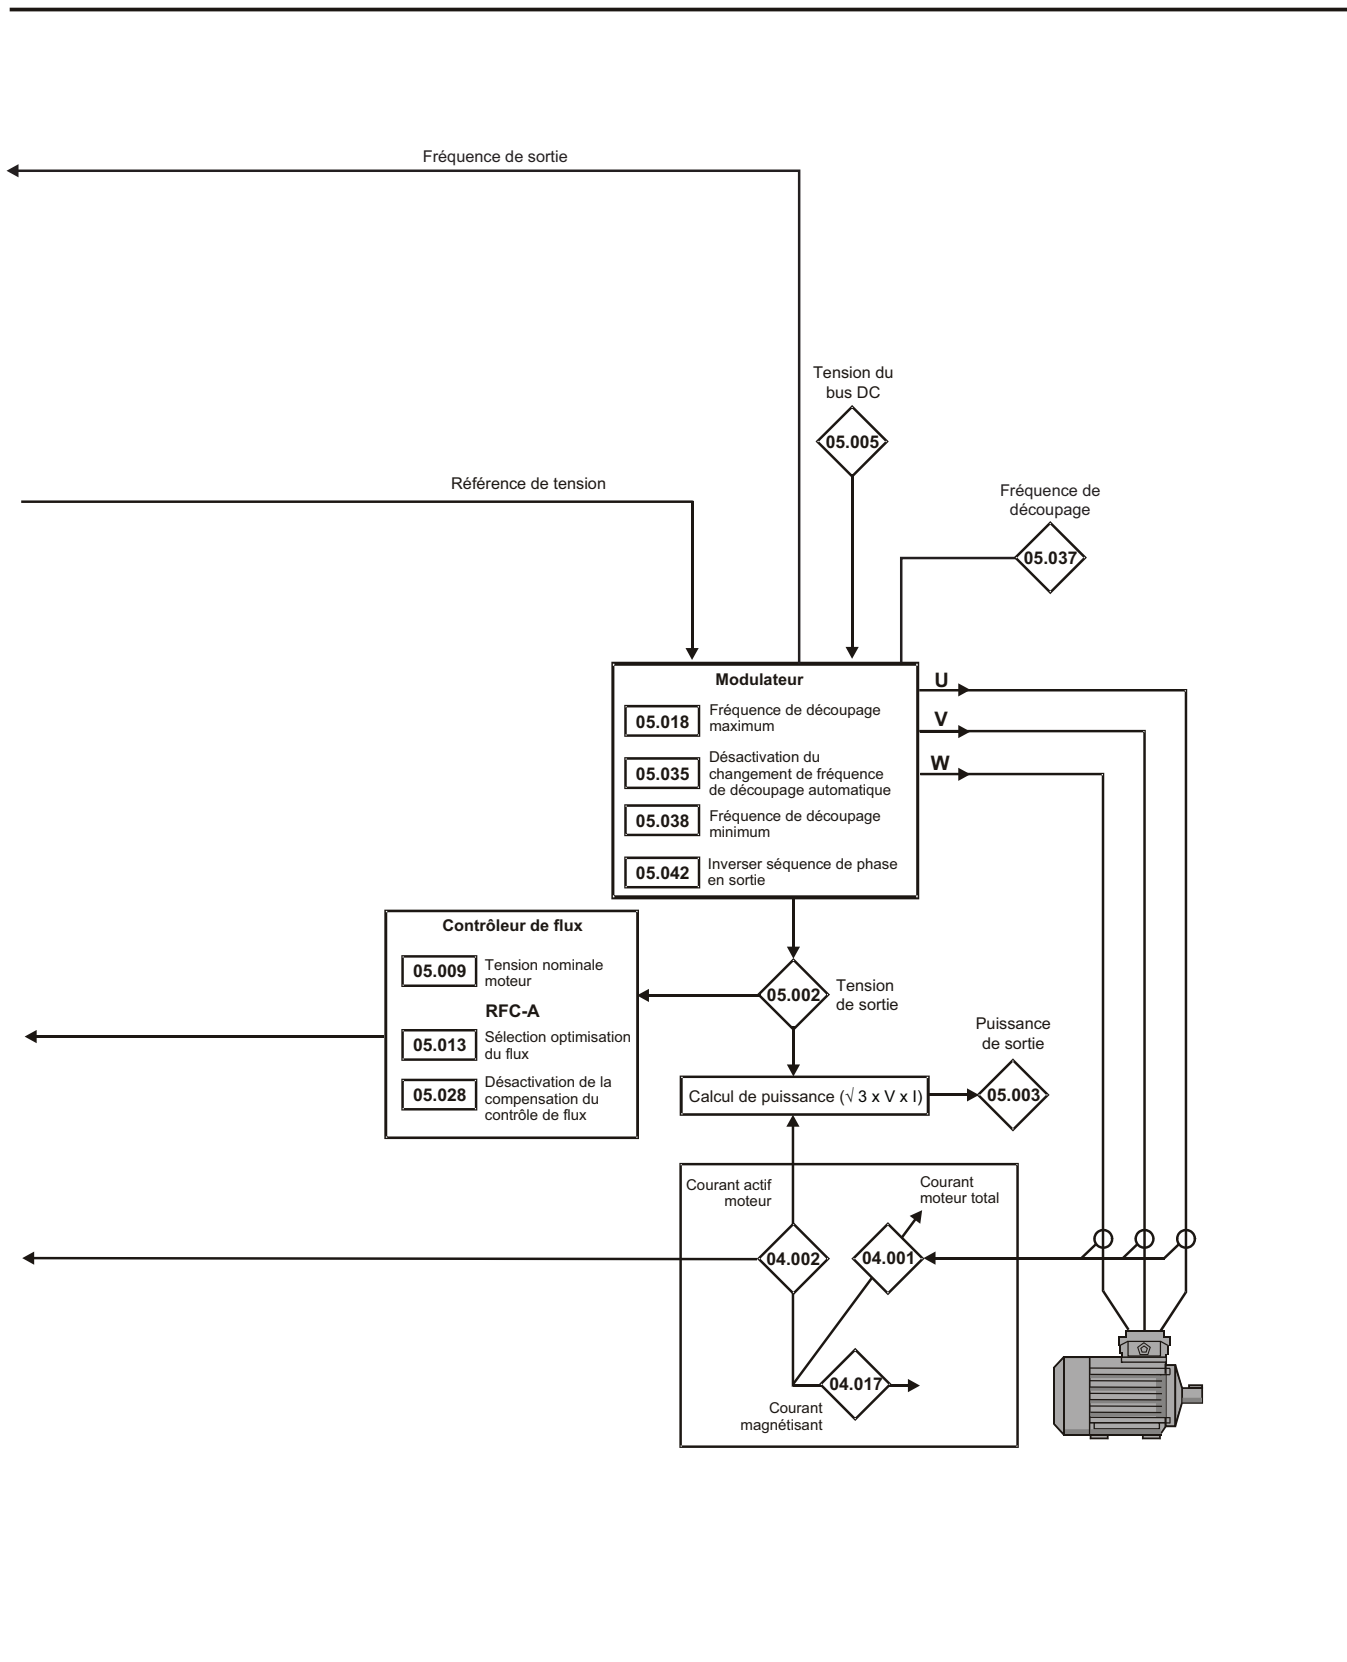 Fréquence de sortie
Tension du
bus DC
05.005
Référence de tension
Fréquence de
découpage
05.037
Modulateur
05.018
Fréquence de découpage
maximum
05.035
Désactivation du
changement de fréquence
de découpage automatique
05.038
Fréquence de découpage
minimum
05.042
Inverser séquence de phase
en sortie
U
V
W
Contrôleur de flux
05.009
Tension nominale
moteur
RFC-A
05.013
Sélection optimisation
du flux
05.028
Désactivation de la
compensation du
contrôle de flux
05.002
Tension
de sortie
Puissance
de sortie
Calcul de puissance (√ 3 x V x I)
05.003
Courant actif
moteur
Courant
moteur total
04.002
04.001
04.017
Courant
magnétisant